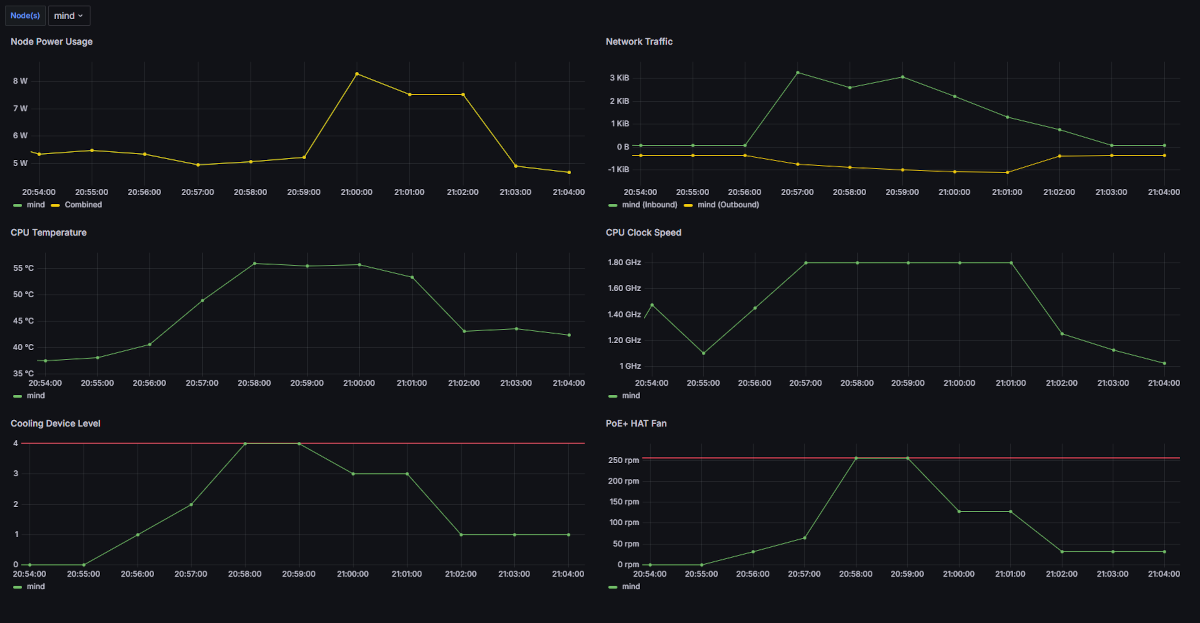 Node(s) mind
Node Power Usage
8 W
7 W
6 W
5 W
20:54:00 20:55:00 20:56:00 20:57:00 20:58:00 20:59:00 21:00:00 21:01:00 21:02:00 21:03:00 21:04:00
mind Combined
Network Traffic
3 KiB
2 KiB
1 KiB
0 B
-1 KiB
20:54:00 20:55:00 20:56:00 20:57:00 20:58:00 20:59:00 21:00:00 21:01:00 21:02:00 21:03:00 21:04:00
mind (Inbound) mind (Outbound)
CPU Temperature
55 °C
50 °C
45 °C
40 °C
35 °C
20:54:00 20:55:00 20:56:00 20:57:00 20:58:00 20:59:00 21:00:00 21:01:00 21:02:00 21:03:00 21:04:00
mind
CPU Clock Speed
1.80 GHz
1.60 GHz
1.40 GHz
1.20 GHz
1 GHz
20:54:00 20:55:00 20:56:00 20:57:00 20:58:00 20:59:00 21:00:00 21:01:00 21:02:00 21:03:00 21:04:00
mind
Cooling Device Level
4
3
2
1
0
20:54:00 20:55:00 20:56:00 20:57:00 20:58:00 20:59:00 21:00:00 21:01:00 21:02:00 21:03:00 21:04:00
mind
PoE+ HAT Fan
250 rpm
200 rpm
150 rpm
100 rpm
50 rpm
0 rpm
20:54:00 20:55:00 20:56:00 20:57:00 20:58:00 20:59:00 21:00:00 21:01:00 21:02:00 21:03:00 21:04:00
mind